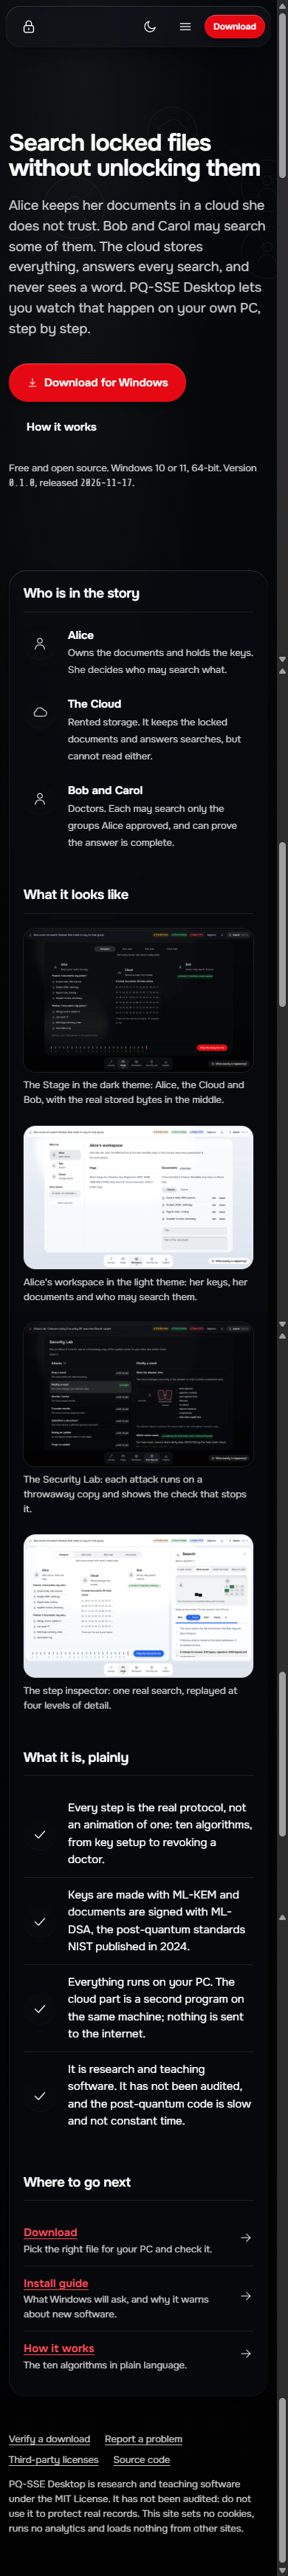 Download
Search locked files
without unlocking them
Alice keeps her documents in a cloud she
does not trust. Bob and Carol may search
some of them. The cloud stores
everything, answers every search, and
never sees a word. PQ-SSE Desktop lets
you watch that happen on your own PC,
step by step.
Download for Windows
How it works
Free and open source. Windows 10 or 11, 64-bit. Version
0.1.0, released 2026-11-17.
Who is in the story
Alice
Owns the documents and holds the keys.
She decides who may search what.
The Cloud
Rented storage. It keeps the locked
documents and answers searches, but
cannot read either.
Bob and Carol
Doctors. Each may search only the
groups Alice approved, and can prove
the answer is complete.
What it looks like
The Stage in the dark theme: Alice, the Cloud and
Bob, with the real stored bytes in the middle.
Alice's workspace
Alice's workspace in the light theme: her keys, her
documents and who may search them.
Security Lab
The Security Lab: each attack runs on a
throwaway copy and shows the check that stops
it.
Search
The step inspector: one real search, replayed at
four levels of detail.
What it is, plainly
Every step is the real protocol, not
an animation of one: ten algorithms,
from key setup to revoking a
doctor.
Keys are made with ML-KEM and
documents are signed with ML-
DSA, the post-quantum standards
NIST published in 2024.
Everything runs on your PC. The
cloud part is a second program on
the same machine; nothing is sent
to the internet.
It is research and teaching
software. It has not been audited,
and the post-quantum code is slow
and not constant time.
Where to go next
Download
Pick the right file for your PC and check it.
Install guide
What Windows will ask, and why it warns
about new software.
How it works
The ten algorithms in plain language.
Verify a download Report a problem
Third-party licenses Source code
PQ-SSE Desktop is research and teaching software
under the MIT License. It has not been audited: do not
use it to protect real records. This site sets no cookies,
runs no analytics and loads nothing from other sites.